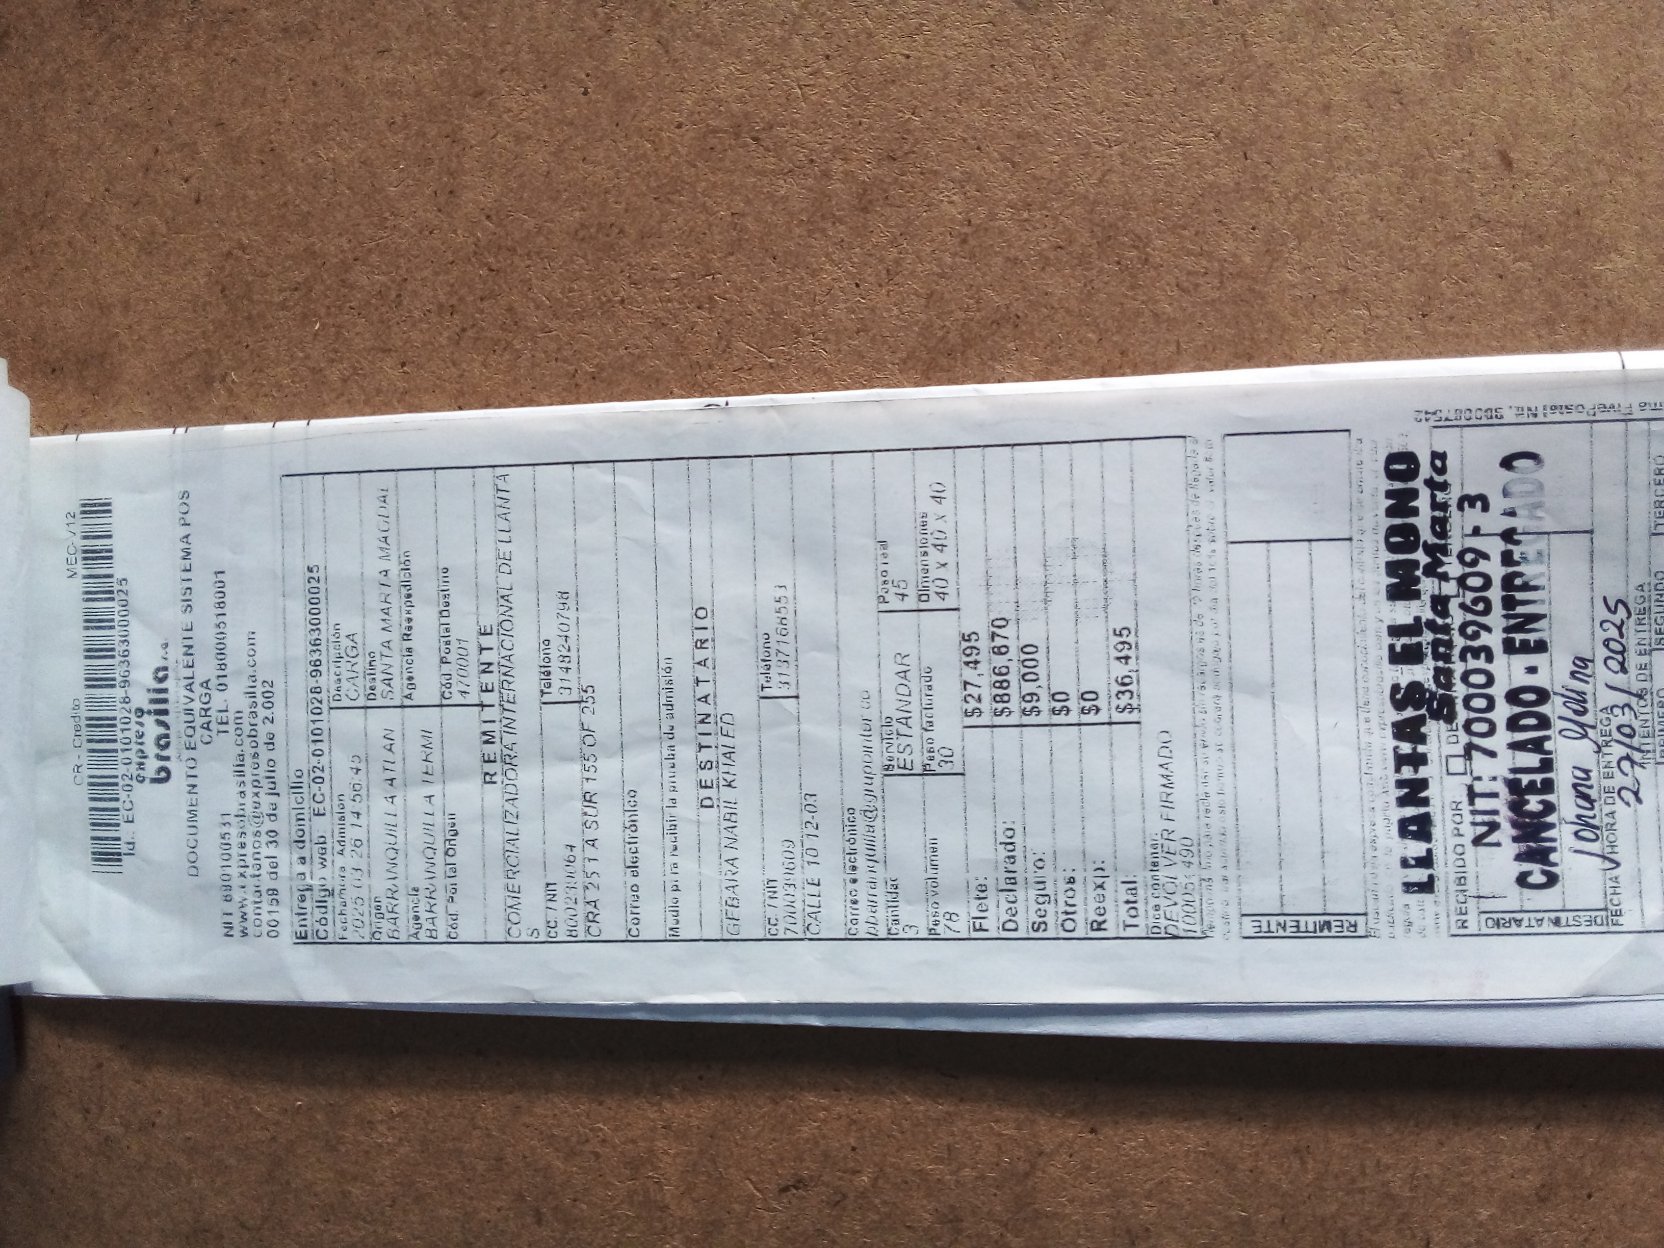 CR - Credito MEC-V12
Id.: EC-02-0101028-9636300025
expreso
brasilia s.a.
DOCUMENTO EQUIVALENTE SISTEMA POS
CARGA
NIT 890100531 TEL. 018000518001
www.expresobrasilia.com
contactenos@expresobrasilia.com
00159 del 30 de julio de 2.002
Entrega a domicilio
Código web EC-02-0101028-9636300025
Fecha/hora Admisión Descripción
2025 03 26 14:56:45 CARGA
Origen Destino
BARRANQUILLA ATLAN SANTA MARTA MAGDAL
Agencia Agencia Reexpedición
BARRANQUILLA TERMI
Cód. Postal Origen Cód Postal Destino
470001
REMITENTE
COMERCIALIZADORA INTERNACIONAL DE LLANTA
S
CC. / NIT Teléfono
3148240798
CRA 25 1 A SUR 155 OF 255
Correo electrónico
Medio para recibir la prueba de admisión
DESTINATARIO
GEBARA NABIL KHALED
CC. / NIT Teléfono
700039609 3137768553
CALLE 10 12-03
Correo electrónico
Cantidad Servicio Peso real
3 ESTANDAR 45
Peso volumen Peso facturado Dimensiones
78 30 40 x 40 x 40
Flete: $27,495
Declarado: $886,670
Seguro: $9,000
Otros: $0
Reexp: $0
Total: $36,495
Dice contener:
DEVOLVER FIRMADO
REMITENTE
LLANTAS EL MONO
Santa Marta
RECIBIDO POR
NIT: 700039609 - 3
CANCELADO - ENTREGADO
DESTINATARIO
Johana Yeling
FECHA Y HORA DE ENTREGA
27/03/2025
INTENTOS DE ENTREGA
PRIMERO SEGUNDO TERCERO